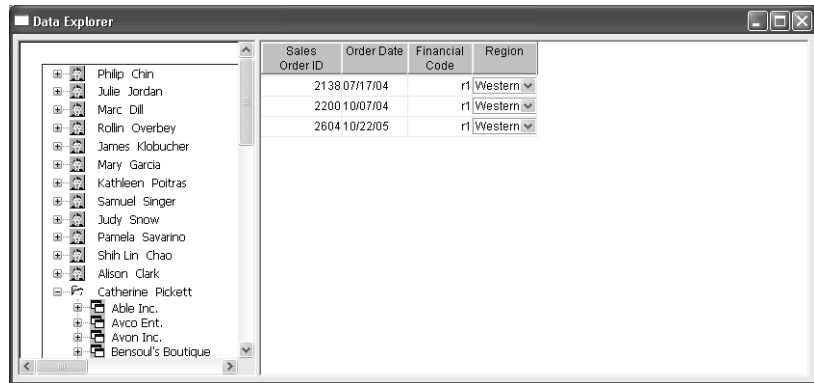 Data Explorer
Philip Chin
Julie Jordan
Marc Dill
Rollin Overbey
James Klobucher
Mary Garcia
Kathleen Poitras
Samuel Singer
Judy Snow
Pamela Savarino
Shih Lin Chao
Alison Clark
Catherine Pickett
Able Inc.
Avco Ent.
Avon Inc.
Bensoul's Boutique
Sales Order ID Order Date Financial Code Region
2138 07/17/04 r1 Western
2200 10/07/04 r1 Western
2604 10/22/05 r1 Western